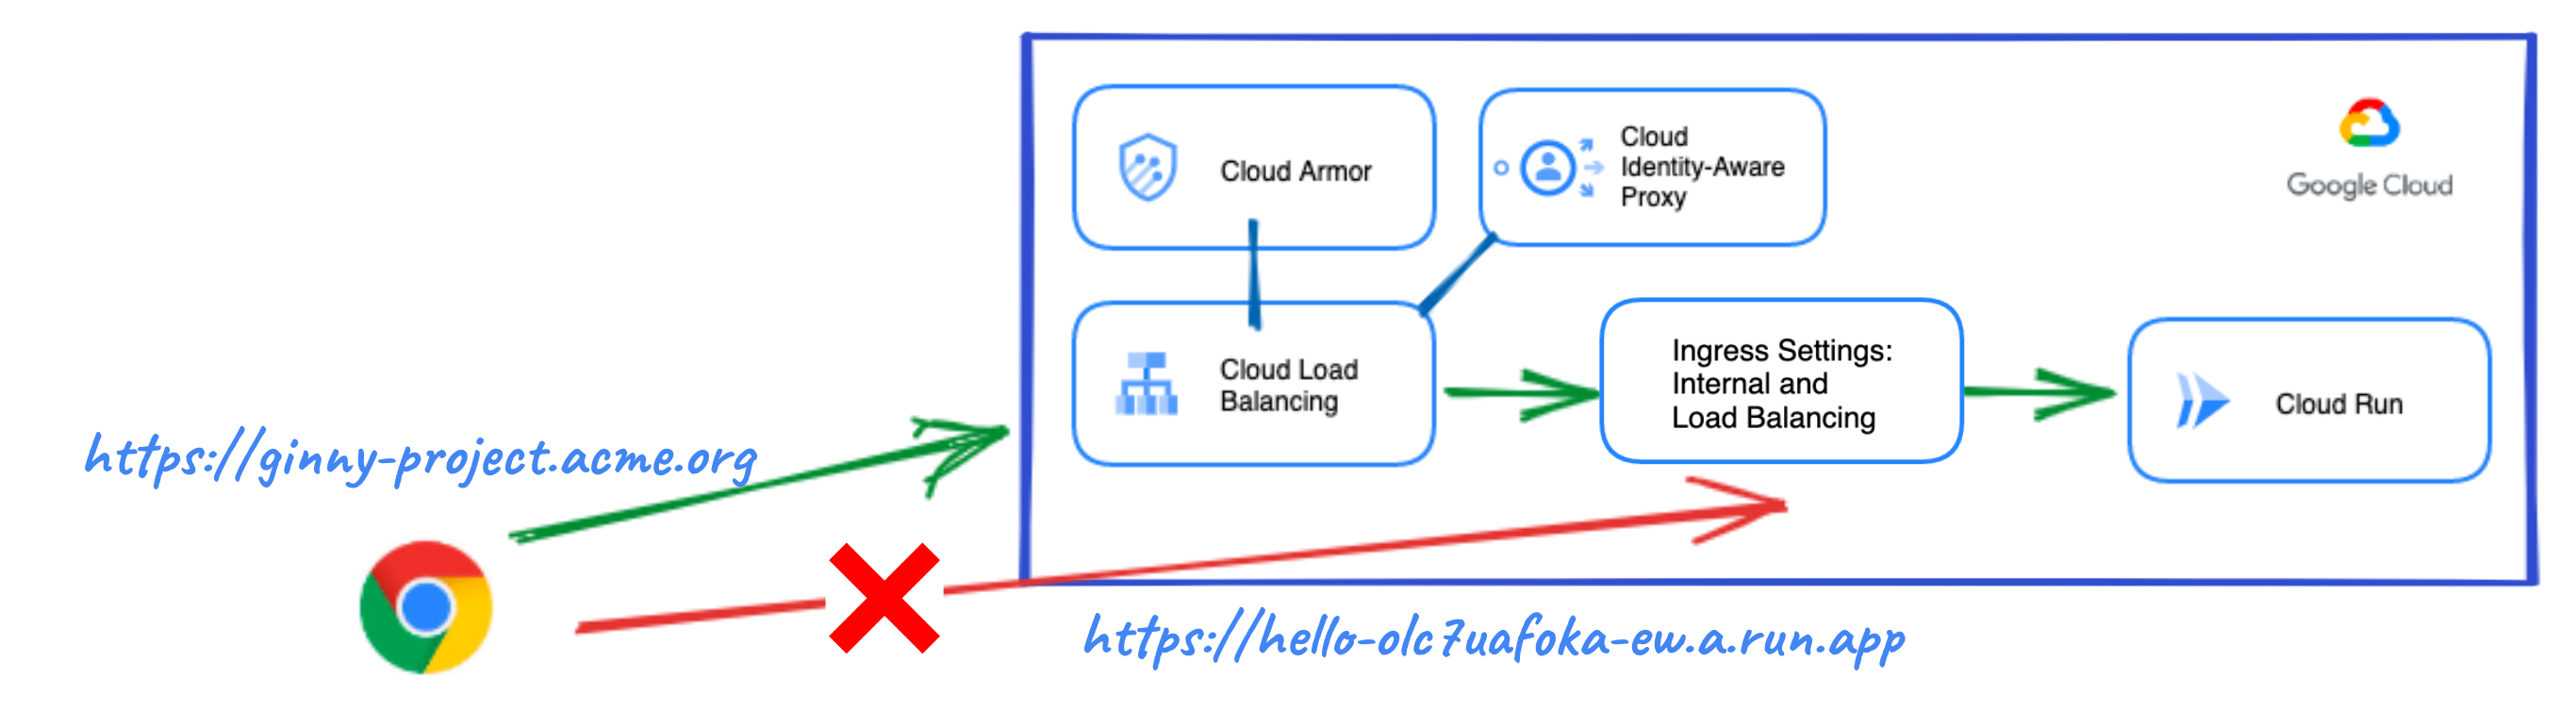 Cloud Armor
Cloud
Identity-Aware
Proxy
Google Cloud
Cloud Load
Balancing
Ingress Settings:
Internal and
Load Balancing
Cloud Run
https://ginny-project.acme.org
https://hello-olc7uafoka-ew.a.run.app